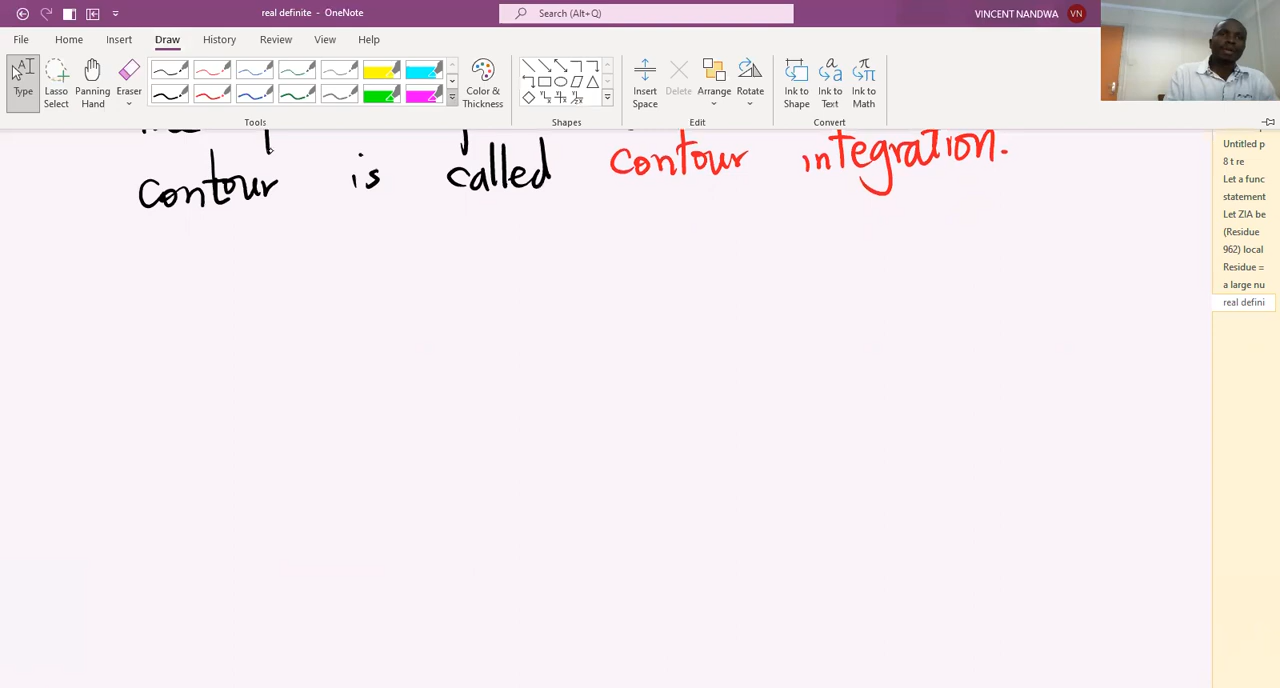 real definite - OneNote
Search (Alt+Q)
VINCENT NANDWA
VN
File Home Insert Draw History Review View Help
Type
Lasso Select
Panning Hand
Eraser
Color & Thickness
Insert Space
Delete
Arrange
Rotate
Ink to Shape
Ink to Text
Ink to Math
Tools
Shapes
Edit
Convert
contour is called contour integration.
Untitled p
8 t re
Let a func
statement
Let ZIA be
(Residue
962) local
Residue =
a large nu
real defini